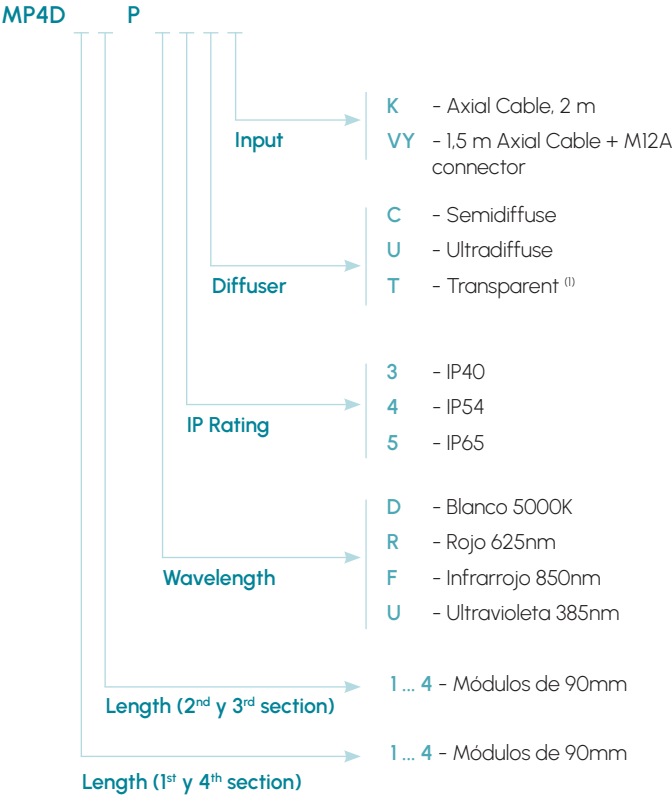 MP4D P
K - Axial Cable, 2 m
Input
VY - 1,5 m Axial Cable + M12A
connector
C - Semidiffuse
U - Ultradiffuse
Diffuser
T - Transparent (1)
3 - IP40
4 - IP54
IP Rating
5 - IP65
D - Blanco 5000K
R - Rojo 625nm
Wavelength
F - Infrarrojo 850nm
U - Ultravioleta 385nm
1 ... 4 - Módulos de 90mm
Length (2nd y 3rd section)
1 ... 4 - Módulos de 90mm
Length (1st y 4th section)